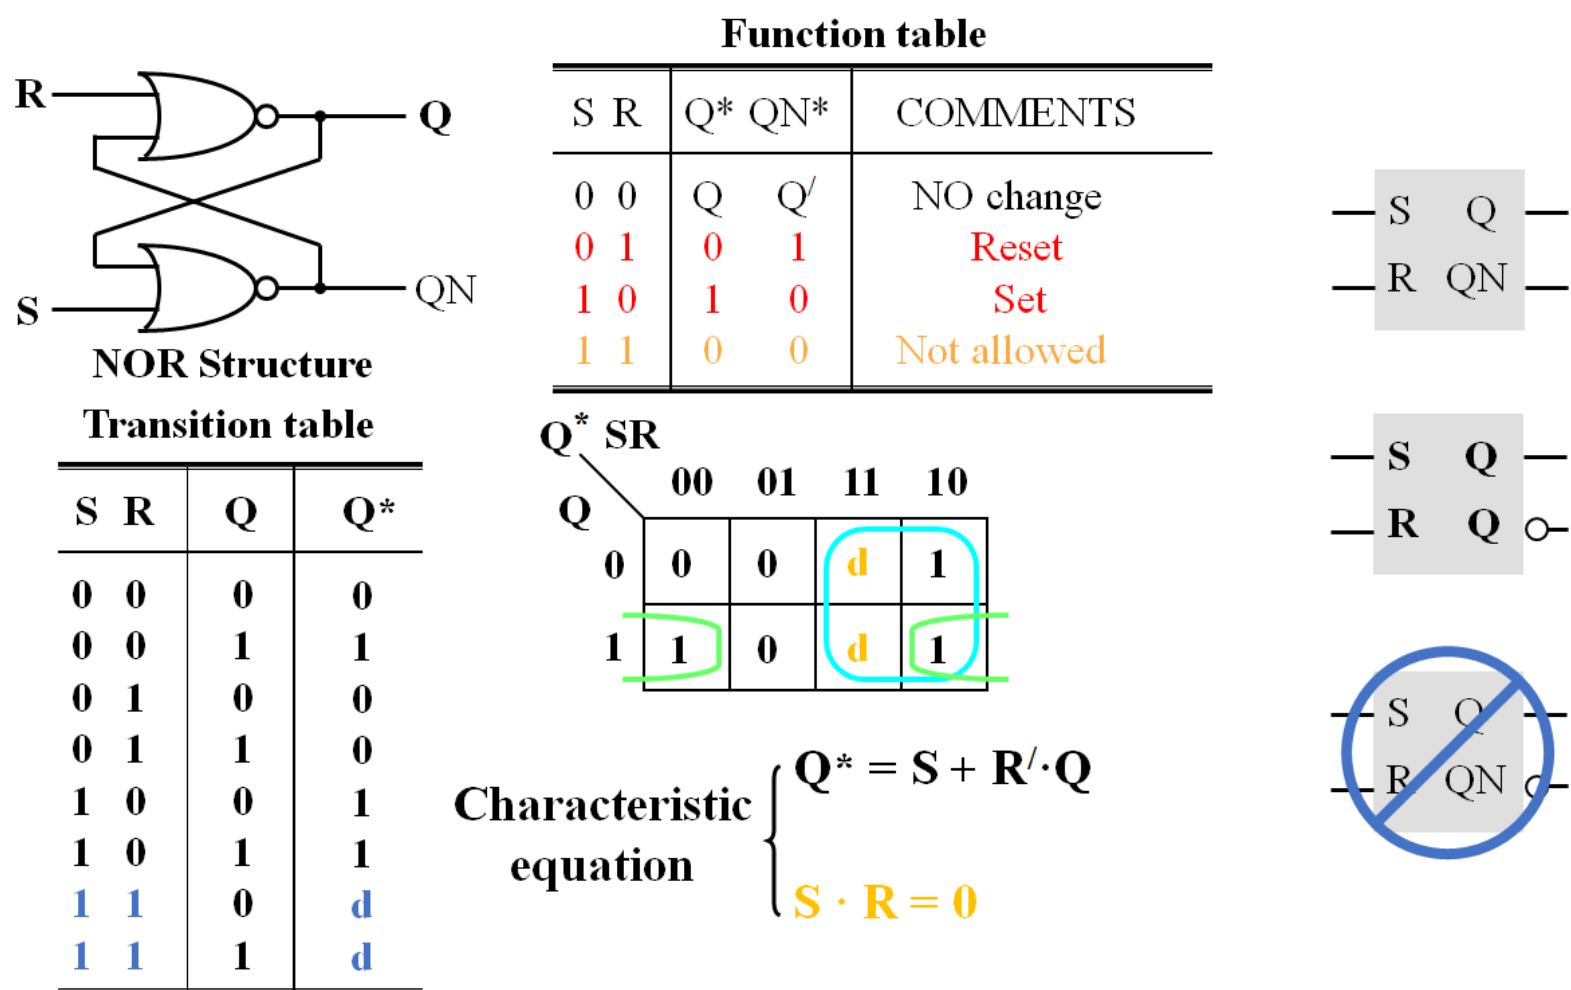 R
Q
S
QN
NOR Structure
Function table
S R Q* QN* COMMENTS
0 0 Q Q/ NO change
0 1 0 1 Reset
1 0 1 0 Set
1 1 0 0 Not allowed
Transition table
S R Q Q*
0 0 0 0
0 0 1 1
0 1 0 0
0 1 1 0
1 0 0 1
1 0 1 1
1 1 0 d
1 1 1 d
Q* SR
Q
00 01 11 10
0 0 0 d 1
1 1 0 d 1
Characteristic
equation
Q* = S + R/·Q
S · R = 0
S Q
R QN
S Q
R Q
S Q
R QN